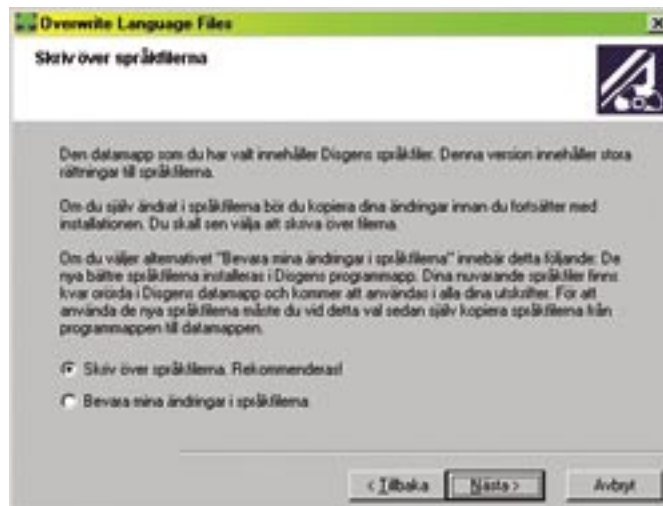 Overwrite Language Files
Skriv över språkfilerna
Den datamapp som du har valt innehåller Disgens språkfiler. Denna version innehåller stora
rättningar till språkfilerna.
Om du själv ändrat i språkfilerna bör du kopiera dina ändringar innan du fortsätter med
installationen. Du skall sen välja att skriva över filerna.
Om du väljer alternativet "Bevara mina ändringar i språkfilerna" innebär detta följande: De
nya bättre språkfilerna installeras i Disgens programmapp. Dina nuvarande språkfiler finns
kvar orörda i Disgens datamapp och kommer att användas i alla dina utskrifter. För att
använda de nya språkfilerna måste du vid detta val sedan själv kopiera språkfilerna från
programmappen till datamappen.
Skriv över språkfilerna. Rekommenderas!
Bevara mina ändringar i språkfilerna
< Tillbaka
Nästa >
Avbryt